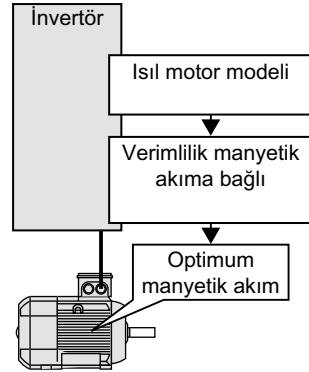 İnvertör
Isıl motor modeli
Verimlilik manyetik
akıma bağlı
Optimum
manyetik akım